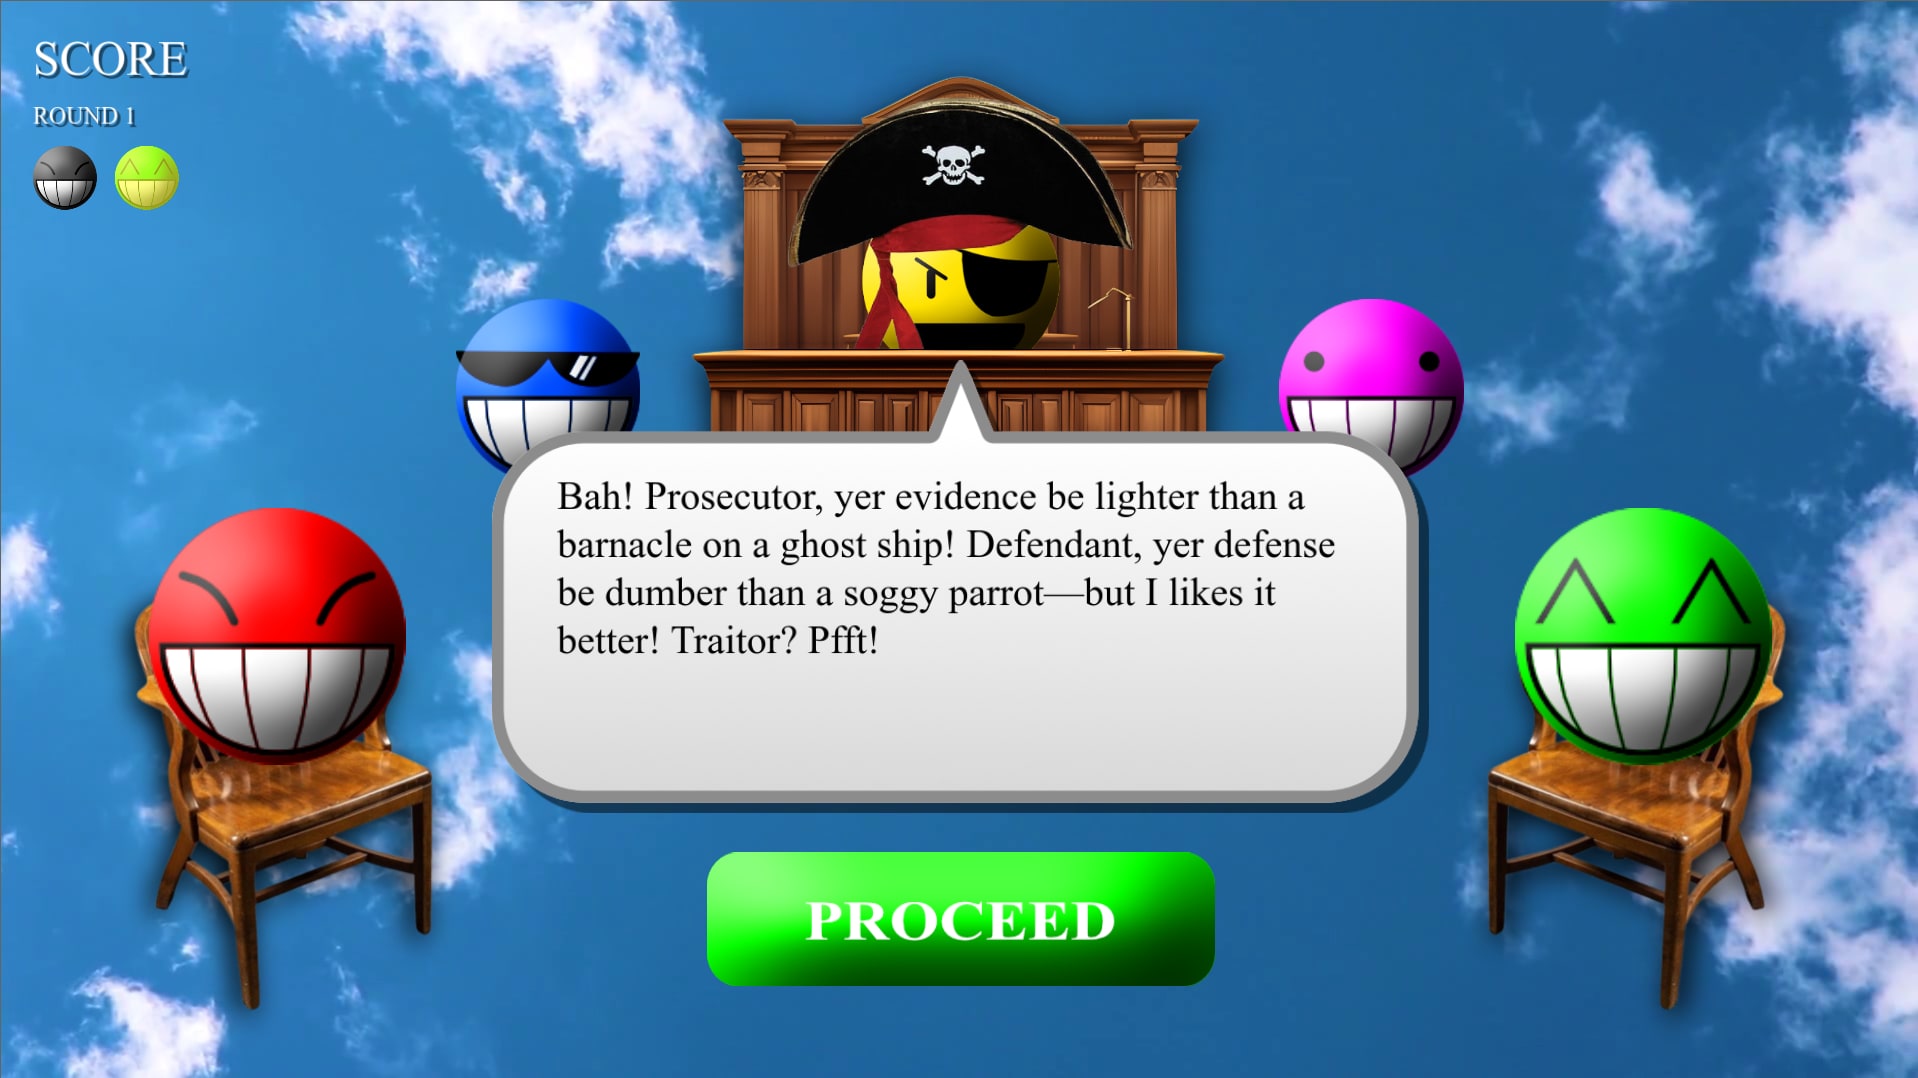 SCORE
ROUND 1
Bah! Prosecutor, yer evidence be lighter than a
barnacle on a ghost ship! Defendant, yer defense
be dumber than a soggy parrot—but I likes it
better! Traitor? Pfft!
PROCEED